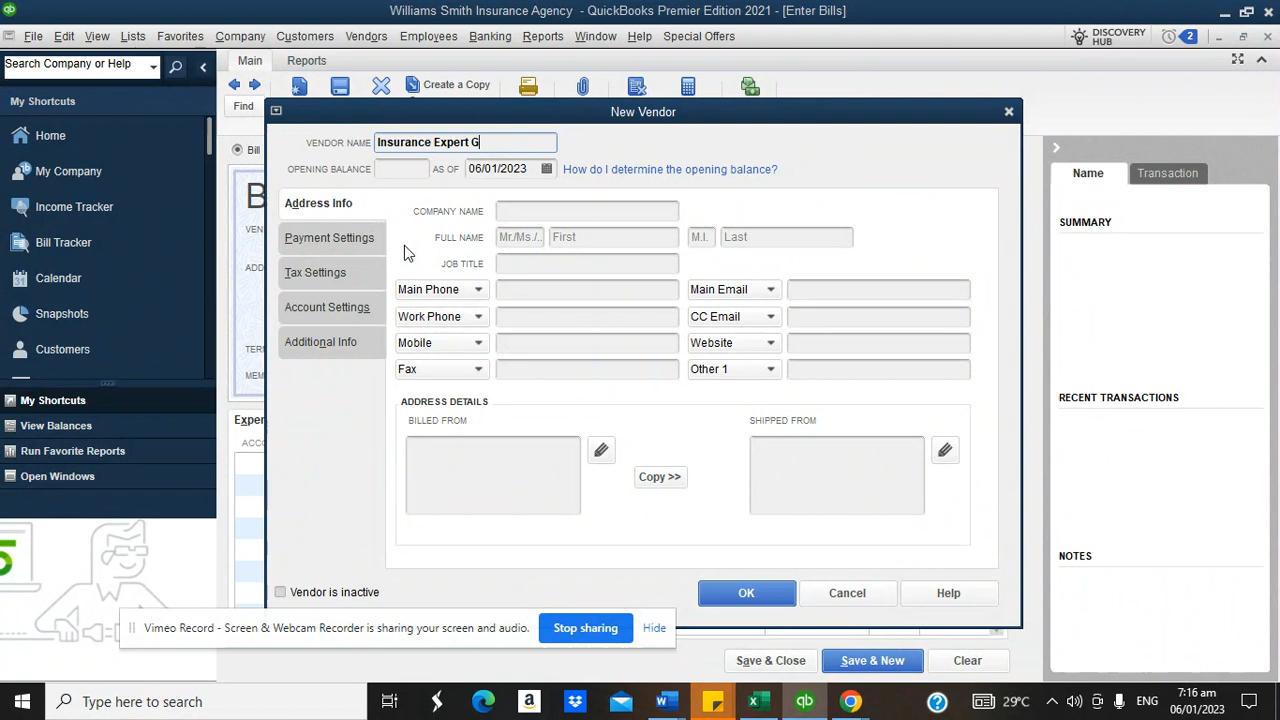 Williams Smith Insurance Agency - QuickBooks Premier Edition 2021 - [Enter Bills]
File Edit View Lists Favorites Company Customers Vendors Employees Banking Reports Window Help Special Offers
DISCOVERY HUB 2
Search Company or Help
Main Reports
Create a Copy
Find
My Shortcuts
Home
My Company
Income Tracker
Bill Tracker
Calendar
Snapshots
Customers
My Shortcuts
View Balances
Run Favorite Reports
Open Windows
Bill
B
VEN
ADD
TERM
MEM
Expen
ACCO
New Vendor
VENDOR NAME Insurance Expert G
OPENING BALANCE AS OF 06/01/2023 How do I determine the opening balance?
Address Info
Payment Settings
Tax Settings
Account Settings
Additional Info
COMPANY NAME
FULL NAME Mr./Ms./.. First M.I. Last
JOB TITLE
Main Phone Main Email
Work Phone CC Email
Mobile Website
Fax Other 1
ADDRESS DETAILS
BILLED FROM SHIPPED FROM
Copy >>
Vendor is inactive
OK Cancel Help
Vimeo Record - Screen & Webcam Recorder is sharing your screen and audio. Stop sharing Hide
Save & Close Save & New Clear
Name Transaction
SUMMARY
RECENT TRANSACTIONS
NOTES
Type here to search
29°C ENG 7:16 am
06/01/2023